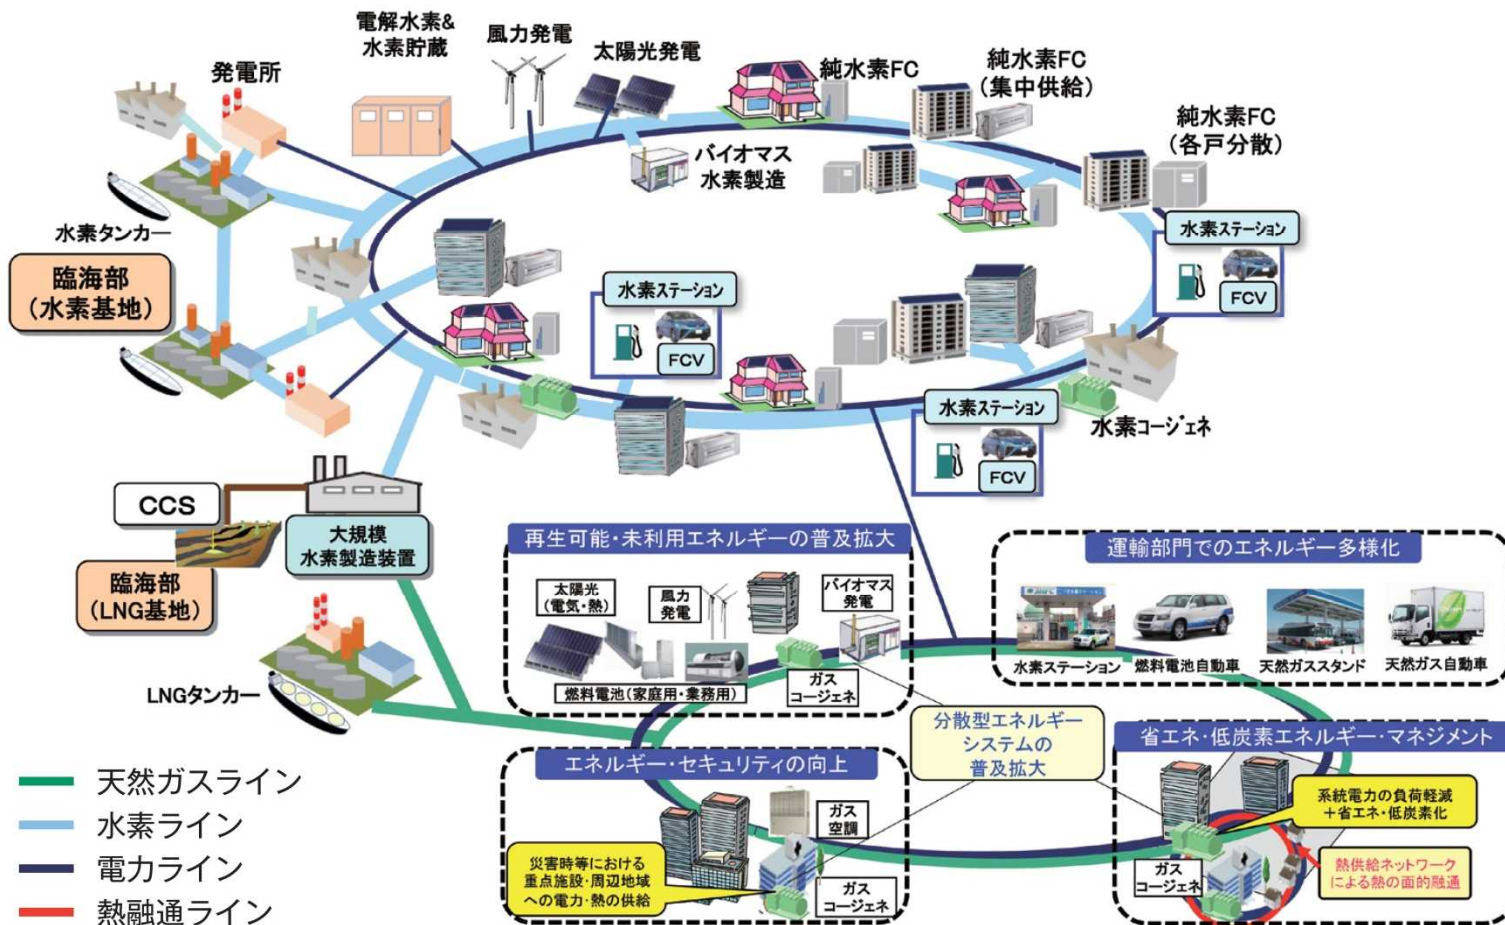 電解水素&
水素貯蔵
風力発電
太陽光発電
発電所
純水素FC
純水素FC
(集中供給)
純水素FC
(各戸分散)
バイオマス
水素製造
水素タンカー
臨海部
(水素基地)
水素ステーション
FCV
水素ステーション
FCV
水素ステーション
FCV
水素コージェネ
CCS
大規模
水素製造装置
臨海部
(LNG基地)
LNGタンカー
再生可能・未利用エネルギーの普及拡大
太陽光
(電気・熱)
風力
発電
バイオマス
発電
燃料電池(家庭用・業務用)
ガス
コージェネ
運輸部門でのエネルギー多様化
水素ステーション
燃料電池自動車
天然ガススタンド
天然ガス自動車
分散型エネルギー
システムの
普及拡大
エネルギー・セキュリティの向上
ガス
空調
災害時等における
重点施設・周辺地域
への電力・熱の供給
ガス
コージェネ
省エネ・低炭素エネルギー・マネジメント
系統電力の負荷軽減
+省エネ・低炭素化
ガス
コージェネ
熱供給ネットワーク
による熱の面的融通
天然ガスライン
水素ライン
電力ライン
熱融通ライン